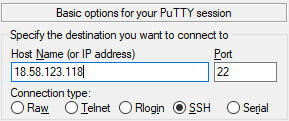 Basic options for your PuTTY session
Specify the destination you want to connect to
Host Name (or IP address) Port
18.58.123.118 22
Connection type:
Raw Telnet Rlogin SSH Serial